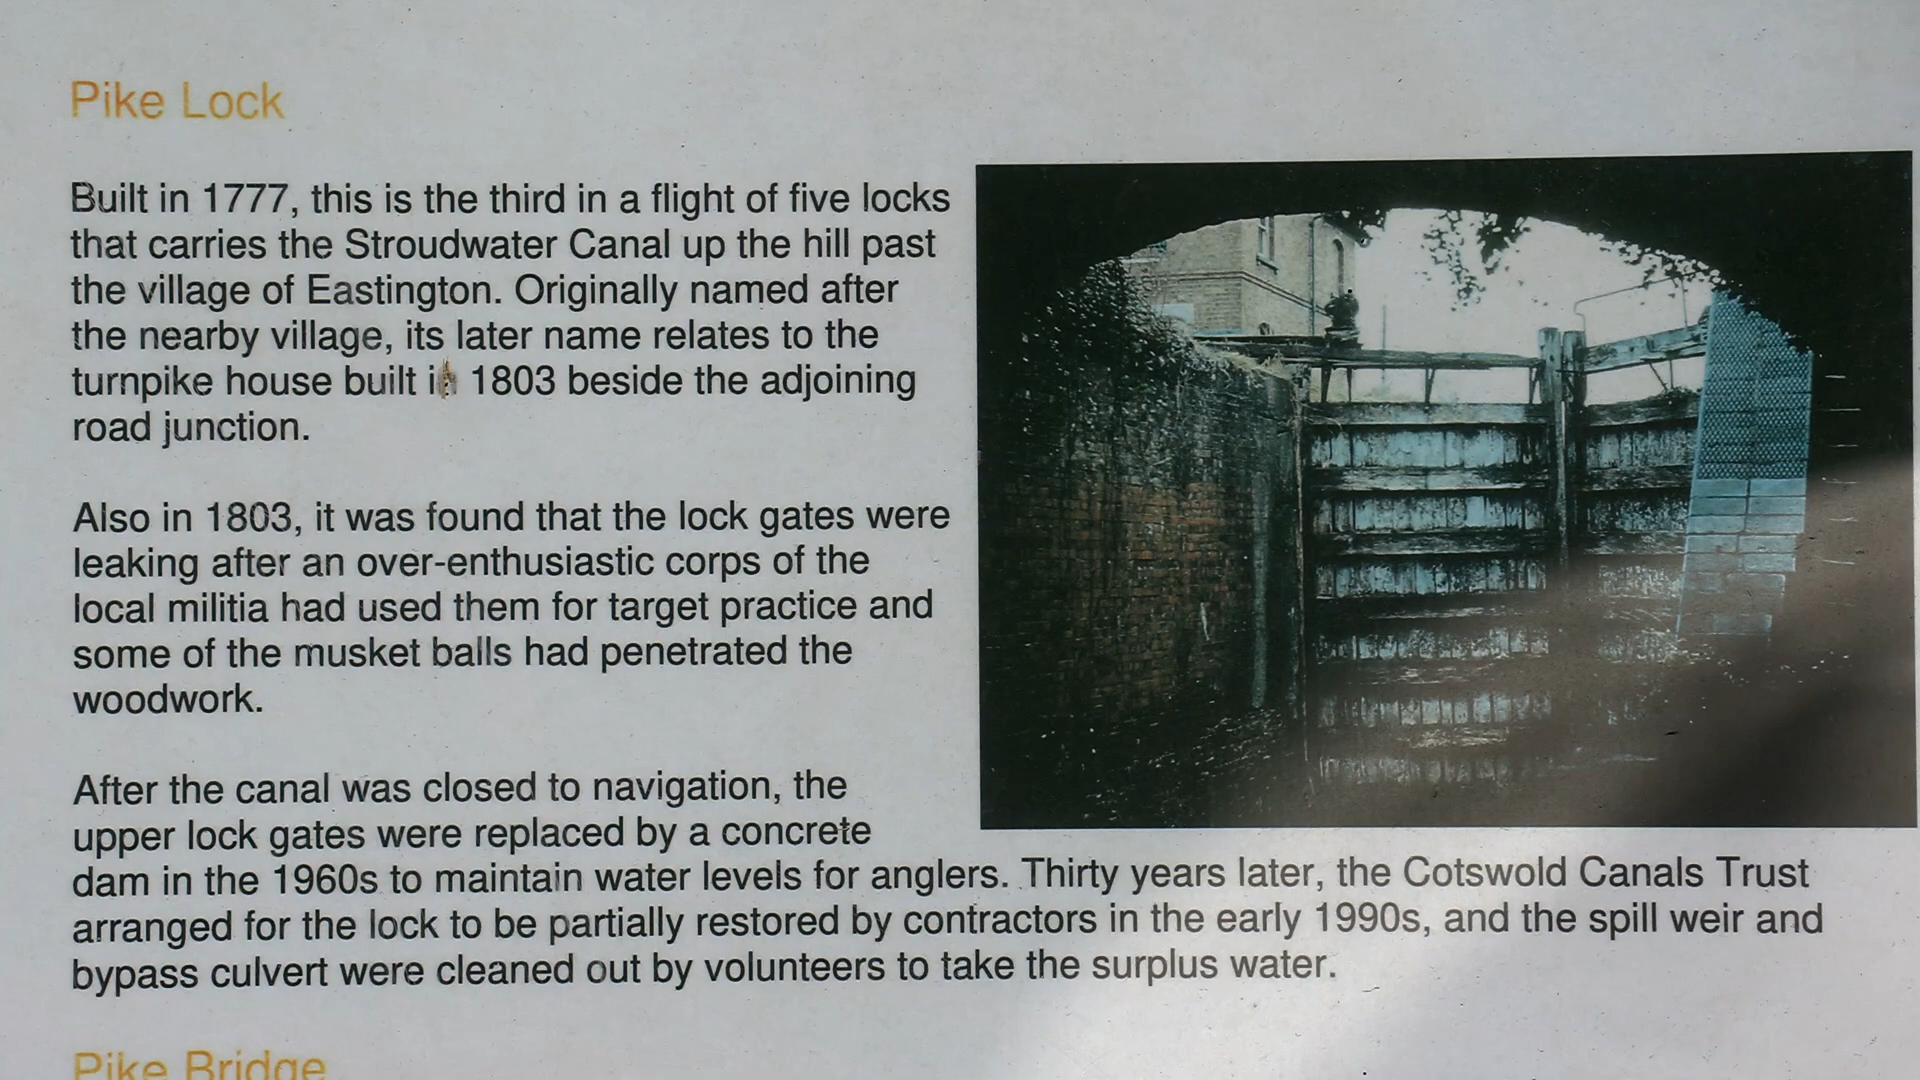 Pike Lock
Built in 1777, this is the third in a flight of five locks
that carries the Stroudwater Canal up the hill past
the village of Eastington. Originally named after
the nearby village, its later name relates to the
turnpike house built in 1803 beside the adjoining
road junction.
Also in 1803, it was found that the lock gates were
leaking after an over-enthusiastic corps of the
local militia had used them for target practice and
some of the musket balls had penetrated the
woodwork.
After the canal was closed to navigation, the
upper lock gates were replaced by a concrete
dam in the 1960s to maintain water levels for anglers. Thirty years later, the Cotswold Canals Trust
arranged for the lock to be partially restored by contractors in the early 1990s, and the spill weir and
bypass culvert were cleaned out by volunteers to take the surplus water.
Pike Bridge